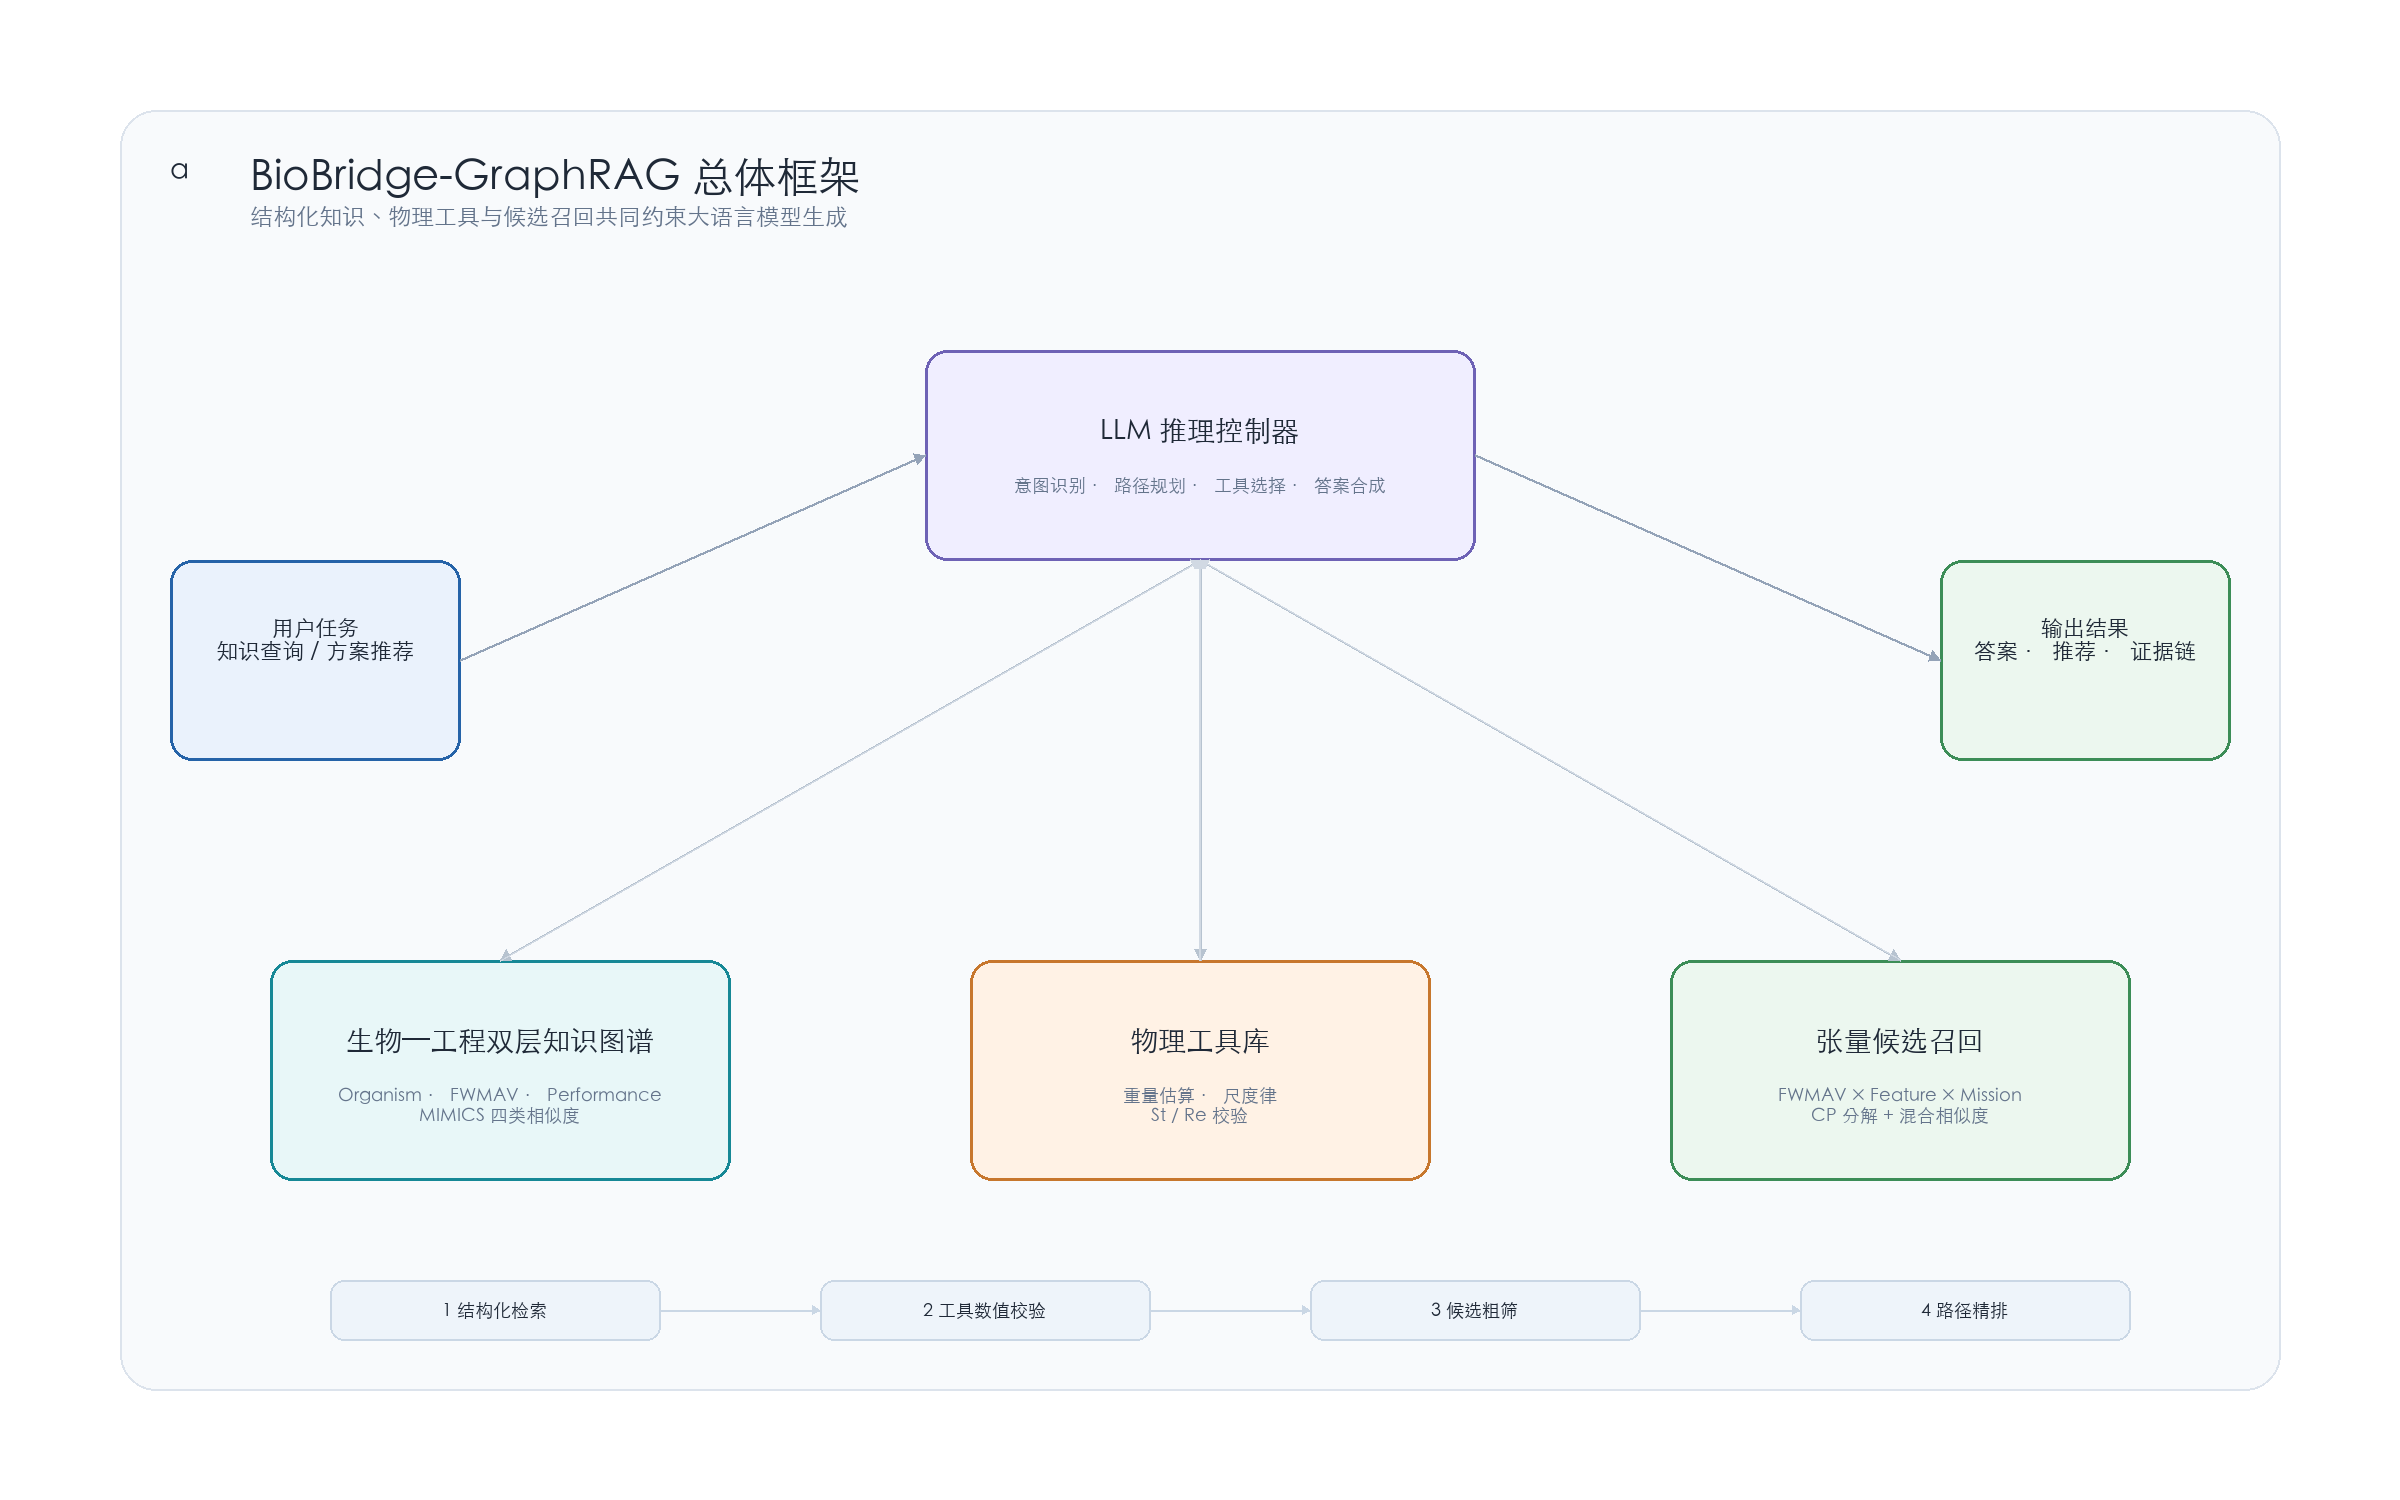 a
BioBridge-GraphRAG 总体框架
结构化知识、物理工具与候选召回共同约束大语言模型生成
LLM 推理控制器
意图识别 · 路径规划 · 工具选择 · 答案合成
用户任务
知识查询 / 方案推荐
输出结果
答案 · 推荐 · 证据链
生物—工程双层知识图谱
Organism · FWMAV · Performance
MIMICS 四类相似度
物理工具库
重量估算 · 尺度律
St / Re 校验
张量候选召回
FWMAV × Feature × Mission
CP 分解 + 混合相似度
1 结构化检索
2 工具数值校验
3 候选粗筛
4 路径精排